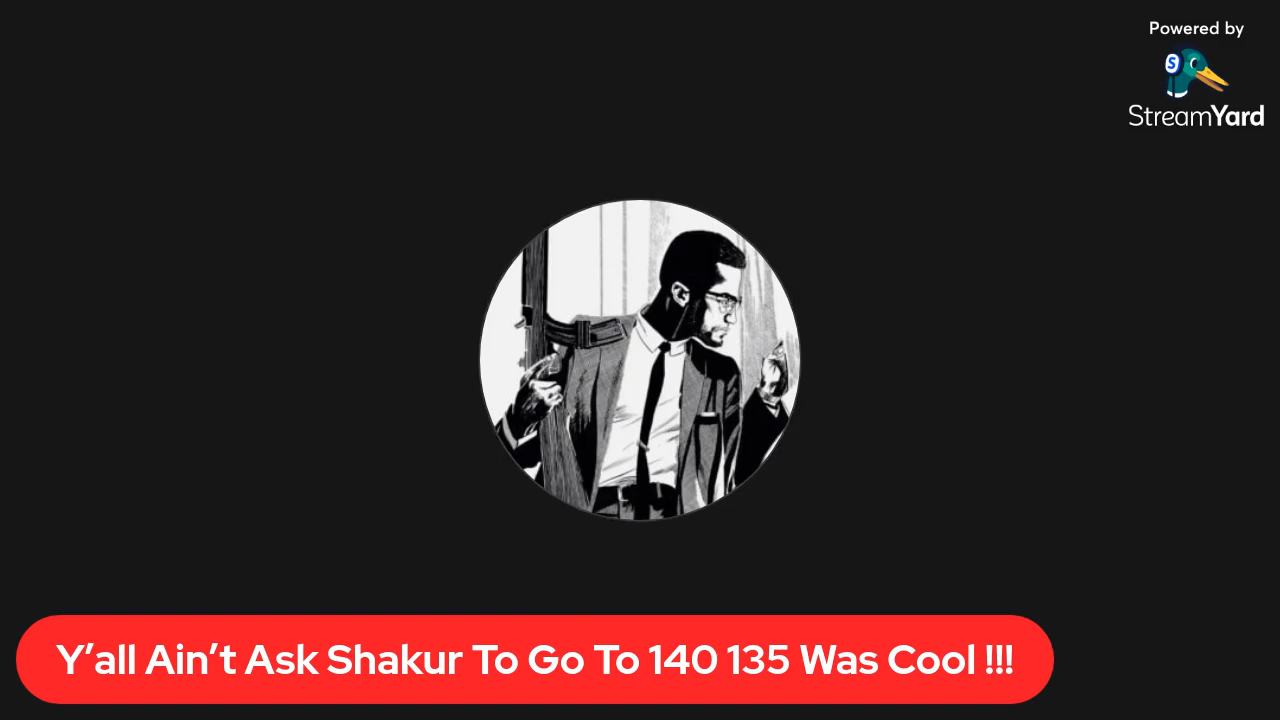 Powered by
S
StreamYard
Y’all Ain’t Ask Shakur To Go To 140 135 Was Cool !!!